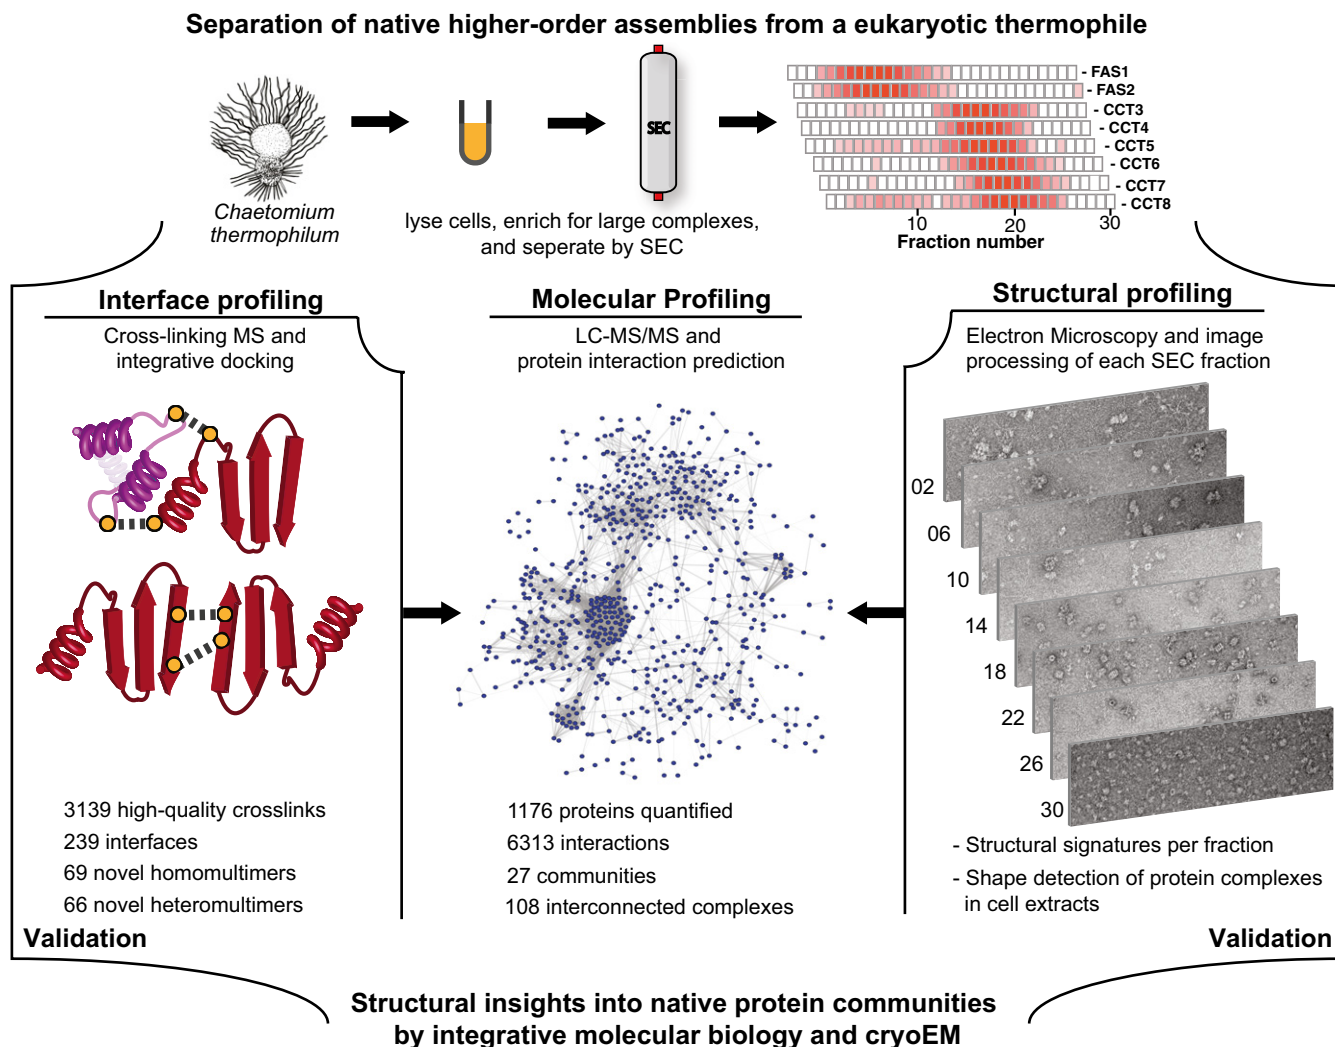 Separation of native higher-order assemblies from a eukaryotic thermophile
SEC
- FAS1
- FAS2
- CCT3
- CCT4
- CCT5
- CCT6
- CCT7
- CCT8
10 20 30
Fraction number
Chaetomium
thermophilum
lyse cells, enrich for large complexes,
and seperate by SEC
Interface profiling
Cross-linking MS and
integrative docking
3139 high-quality crosslinks
239 interfaces
69 novel homomultimers
66 novel heteromultimers
Validation
Molecular Profiling
LC-MS/MS and
protein interaction prediction
1176 proteins quantified
6313 interactions
27 communities
108 interconnected complexes
Structural profiling
Electron Microscopy and image
processing of each SEC fraction
02
06
10
14
18
22
26
30
- Structural signatures per fraction
- Shape detection of protein complexes
in cell extracts
Validation
Structural insights into native protein communities
by integrative molecular biology and cryoEM